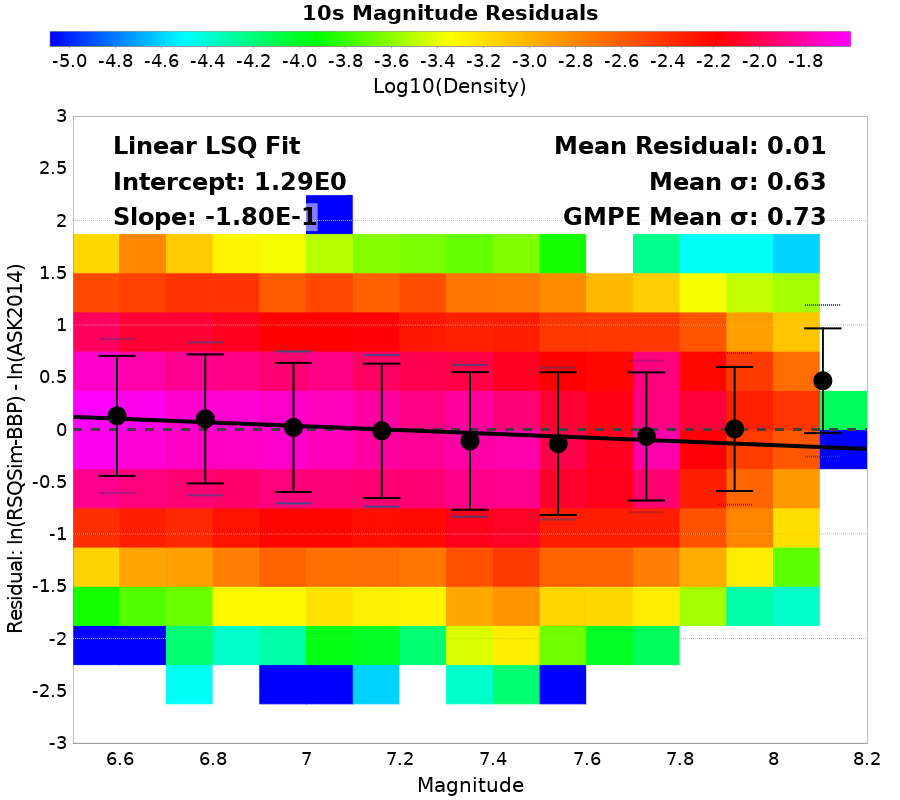 10s Magnitude Residuals
-5.0 -4.8 -4.6 -4.4 -4.2 -4.0 -3.8 -3.6 -3.4 -3.2 -3.0 -2.8 -2.6 -2.4 -2.2 -2.0 -1.8
Log10(Density)
Linear LSQ Fit
Intercept: 1.29E0
Slope: -1.80E-1
Mean Residual: 0.01
Mean σ: 0.63
GMPE Mean σ: 0.73
Residual: ln(RSQSim-BBP) - ln(ASK2014)
3
2.5
2
1.5
1
0.5
0
-0.5
-1
-1.5
-2
-2.5
-3
6.6 6.8 7 7.2 7.4 7.6 7.8 8 8.2
Magnitude